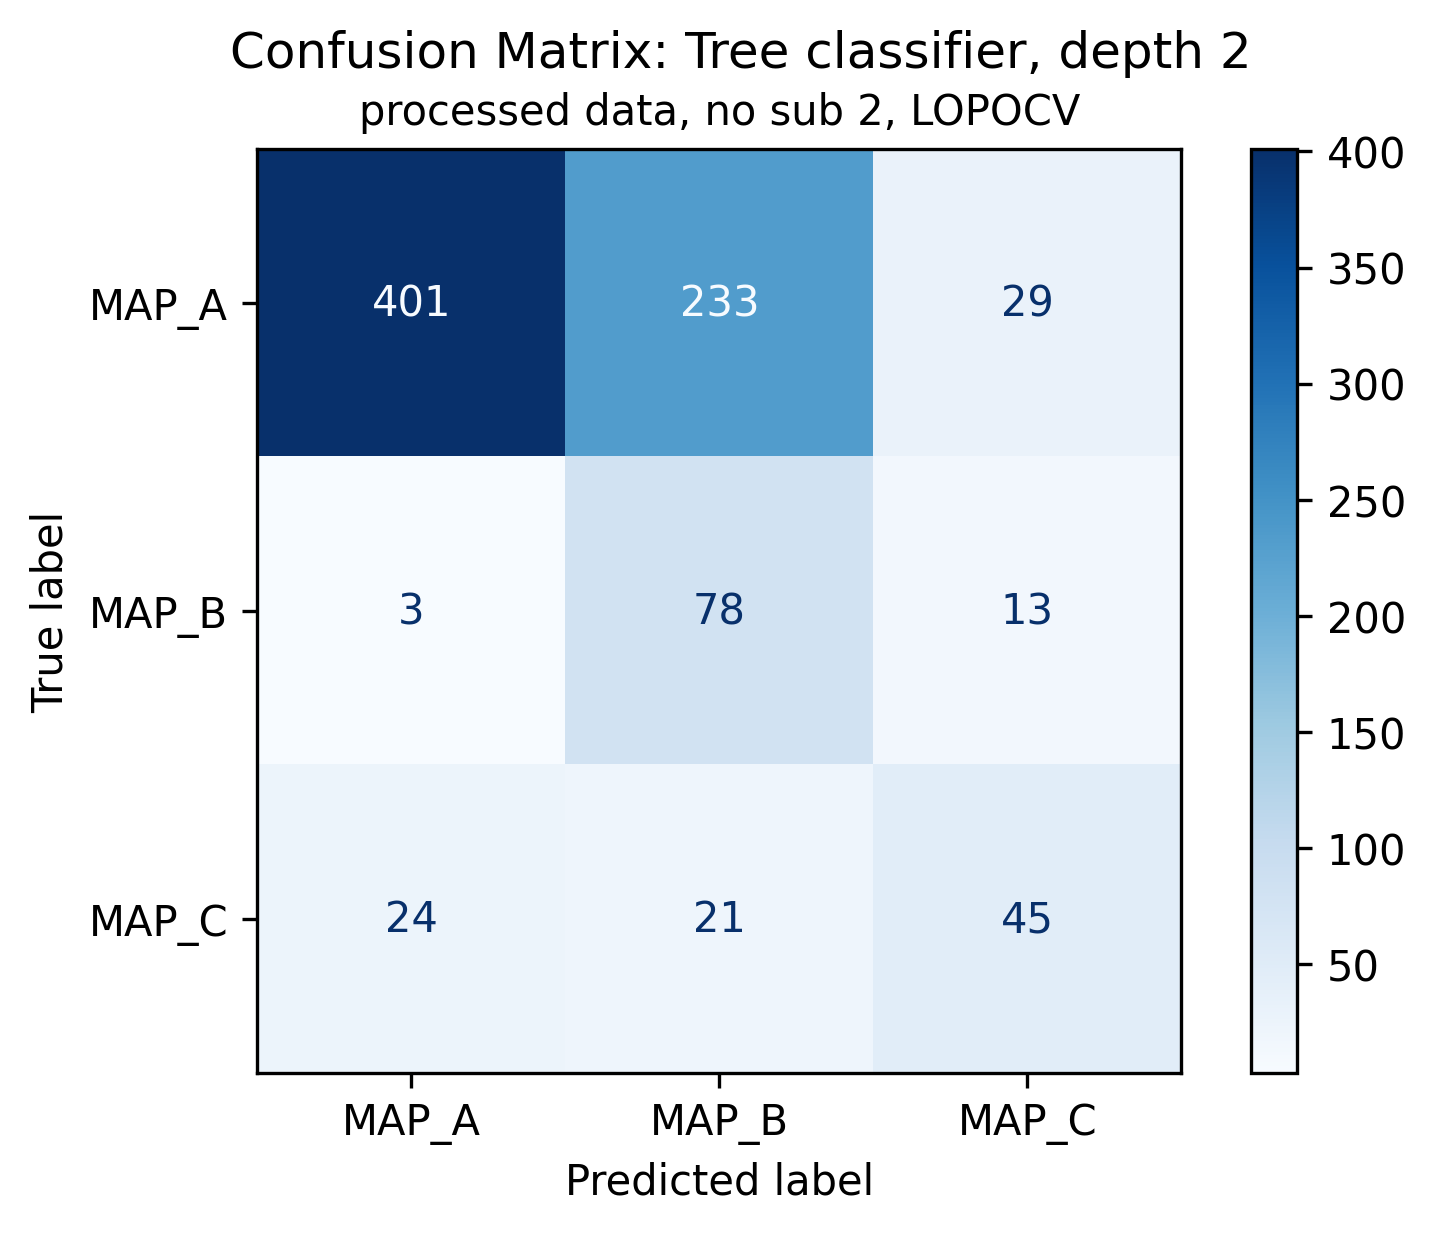 Confusion Matrix: Tree classifier, depth 2
processed data, no sub 2, LOPOCV
True label
MAP_A
401
233
29
MAP_B
3
78
13
MAP_C
24
21
45
MAP_A
MAP_B
MAP_C
Predicted label
400
350
300
250
200
150
100
50